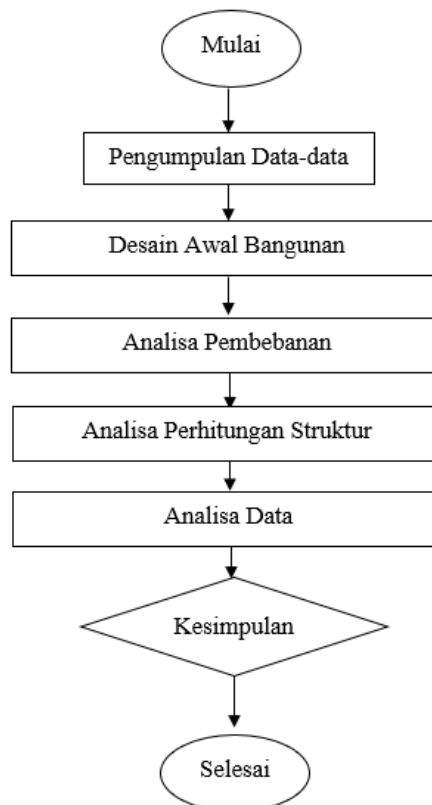 Mulai
Pengumpulan Data-data
Desain Awal Bangunan
Analisa Pembebanan
Analisa Perhitungan Struktur
Analisa Data
Kesimpulan
Selesai